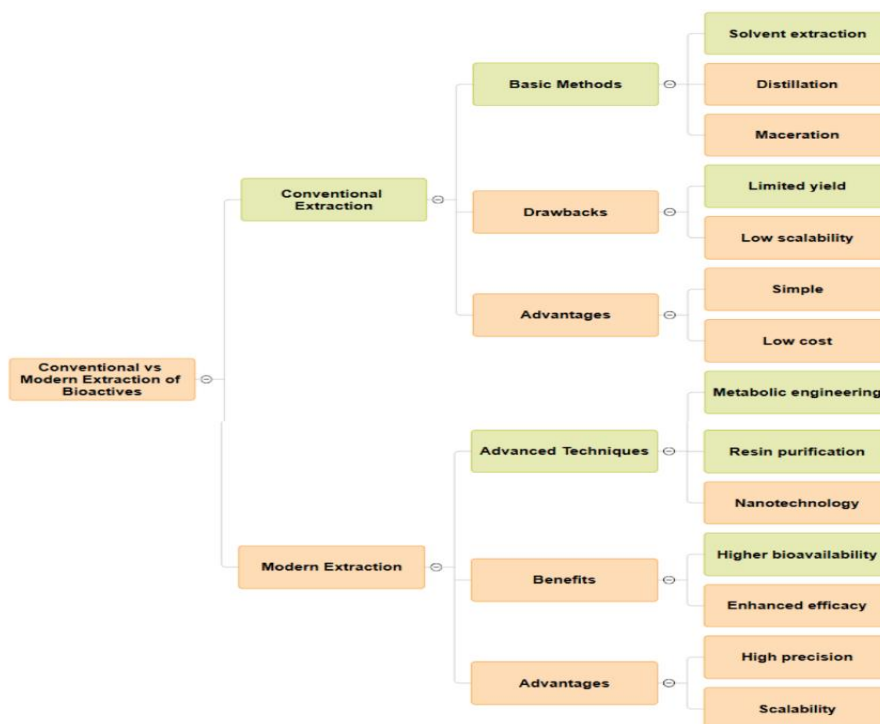 Conventional vs
Modern Extraction of
Bioactives
Conventional
Extraction
Basic Methods
Solvent extraction
Distillation
Maceration
Drawbacks
Limited yield
Low scalability
Advantages
Simple
Low cost
Modern Extraction
Advanced Techniques
Metabolic engineering
Resin purification
Nanotechnology
Benefits
Higher bioavailability
Enhanced efficacy
Advantages
High precision
Scalability